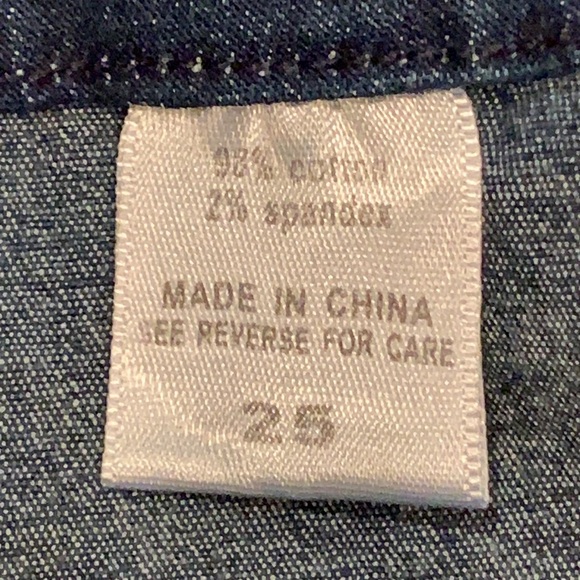 98% cotton
2% spandex
MADE IN CHINA
SEE REVERSE FOR CARE
25